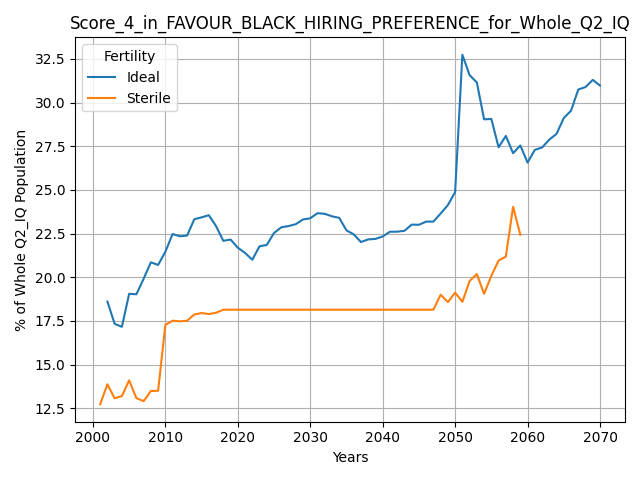 Score_4_in_FAVOUR_BLACK_HIRING_PREFERENCE_for_Whole_Q2_IQ
Fertility
Ideal
Sterile
% of Whole Q2_IQ Population
32.5
30.0
27.5
25.0
22.5
20.0
17.5
15.0
12.5
2000 2010 2020 2030 2040 2050 2060 2070
Years